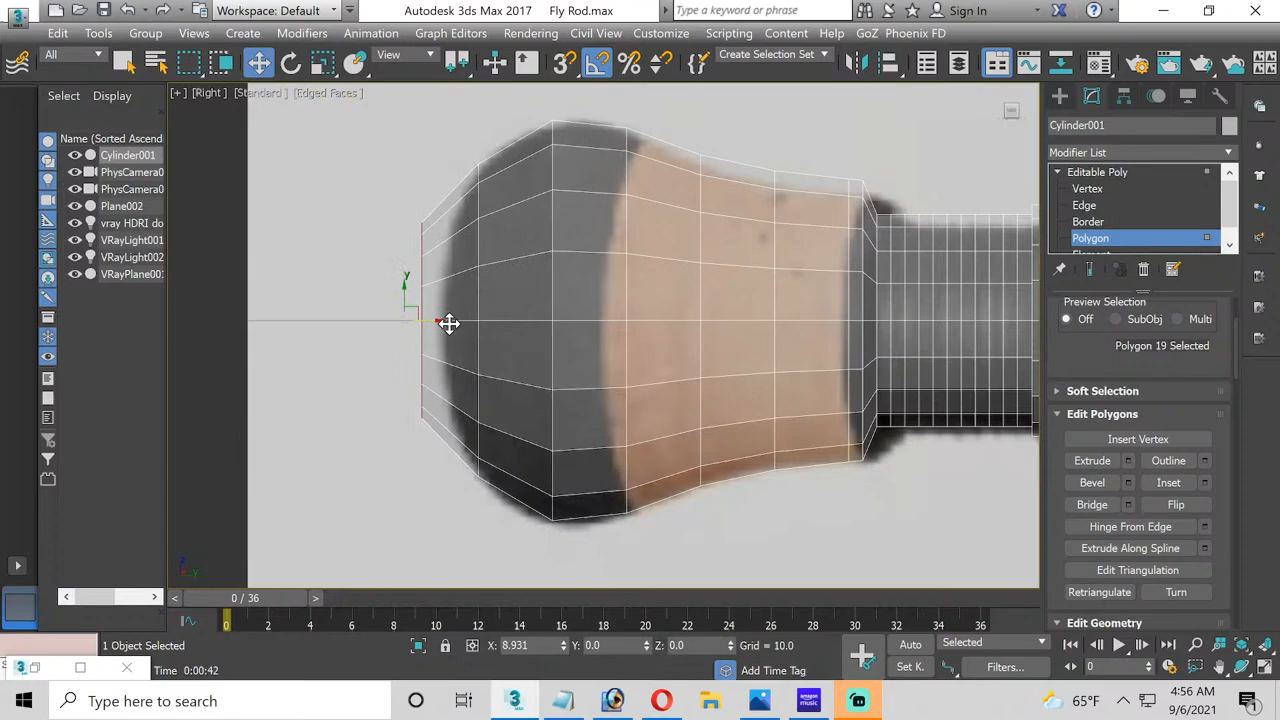 Workspace: Default
Autodesk 3ds Max 2017 Fly Rod.max
Type a keyword or phrase
Sign In
Edit Tools Group Views Create Modifiers Animation Graph Editors Rendering Civil View Customize Scripting Content Help GoZ Phoenix FD
All
View
Create Selection Set
Select Display
[+] [Right] [Standard] [Edged Faces]
Name (Sorted Ascend
Cylinder001
PhysCamera0
PhysCamera0
Plane002
vray HDRI do
VRayLight001
VRayLight002
VRayPlane001
y
z
y
Cylinder001
Modifier List
Editable Poly
Vertex
Edge
Border
Polygon
Preview Selection
Off SubObj Multi
Polygon 19 Selected
Soft Selection
Edit Polygons
Insert Vertex
Extrude Outline
Bevel Inset
Bridge Flip
Hinge From Edge
Extrude Along Spline
Edit Triangulation
Retriangulate Turn
Edit Geometry
0 / 36
0 2 4 6 8 10 12 14 16 18 20 22 24 26 28 30 32 34 36
1 Object Selected
X: 8.931 Y: 0.0 Z: 0.0 Grid = 10.0
Auto Selected
Time: 0:00:42
Add Time Tag
Set K. Filters...
0
Type here to search
65°F
4:56 AM
9/6/2021